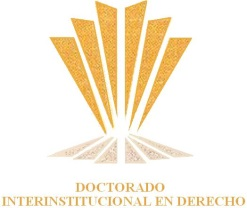 DOCTORADO
INTERINSTITUCIONAL EN DERECHO